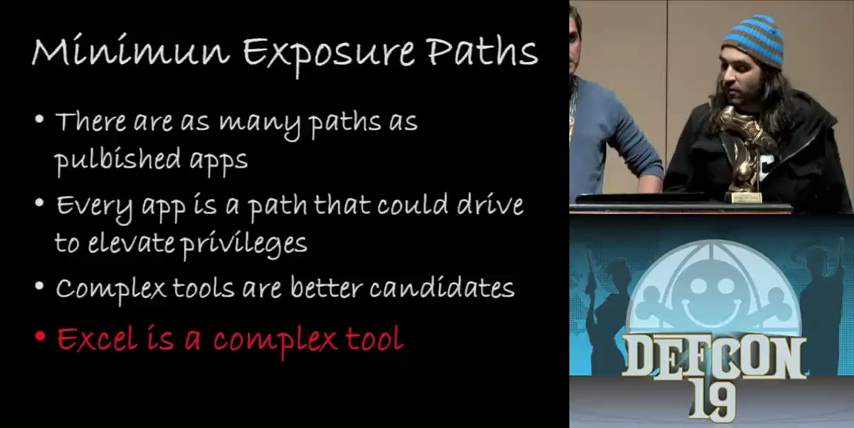 Minimun Exposure Paths
• There are as many paths as
pulbished apps
• Every app is a path that could drive
to elevate privileges
• Complex tools are better candidates
• Excel is a complex tool
DEFCON
19